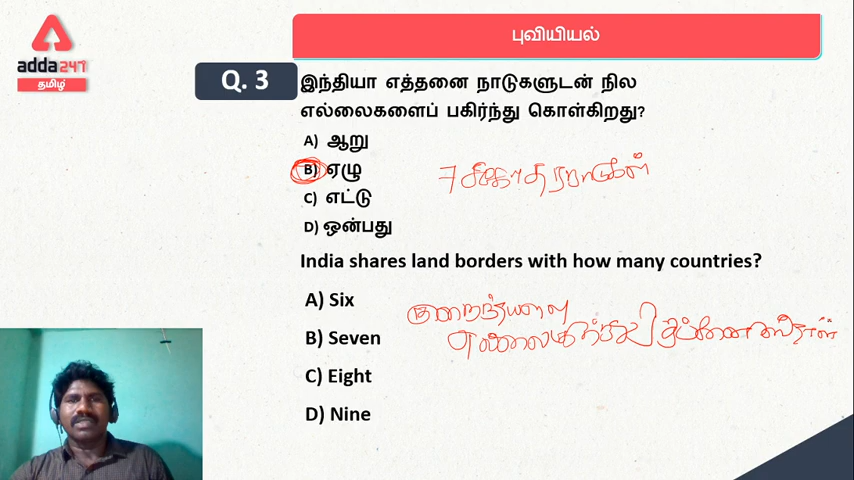 புவியியல்
adda247
தமிழ்
Q. 3
இந்தியா எத்தனை நாடுகளுடன் நில
எல்லைகளைப் பகிர்ந்து கொள்கிறது?
A) ஆறு
B) ஏழு
C) எட்டு
D) ஒன்பது
7
India shares land borders with how many countries?
A) Six
B) Seven
C) Eight
D) Nine